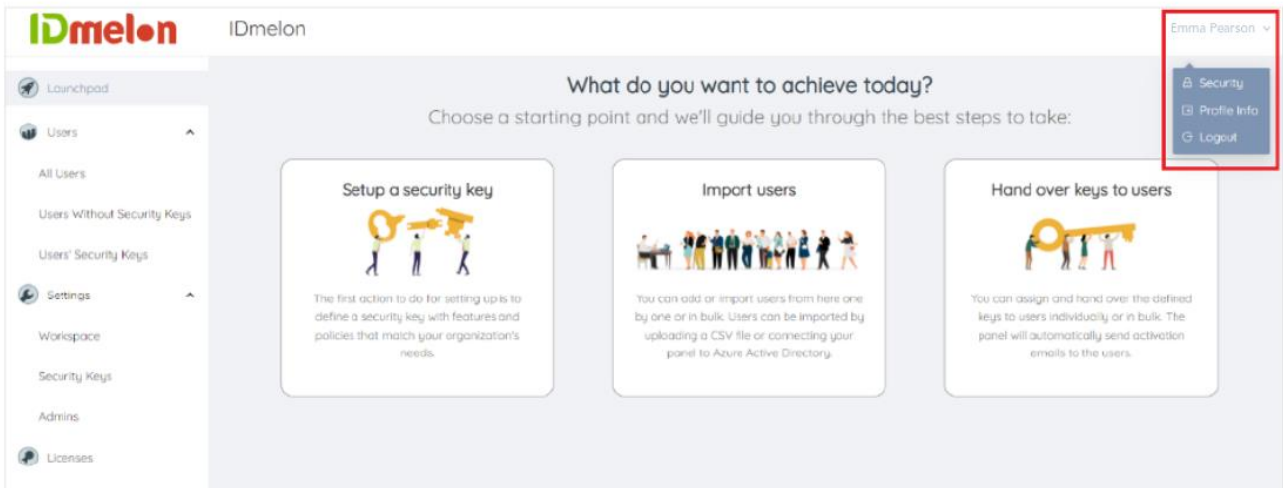 IDmelon
IDmelon
Emma Pearson
Security
Profile Info
Logout
Launchpad
Users
All Users
Users Without Security Keys
Users' Security Keys
Settings
Workspace
Security Keys
Admins
Licenses
What do you want to achieve today?
Choose a starting point and we'll guide you through the best steps to take:
Setup a security key
The first action to do for setting up is to
define a security key with features and
policies that match your organization's
needs.
Import users
You can add or import users from here one
by one or in bulk. Users can be imported by
uploading a CSV file or connecting your
panel to Azure Active Directory.
Hand over keys to users
You can assign and hand over the defined
keys to users individually or in bulk. The
panel will automatically send activation
emails to the users.